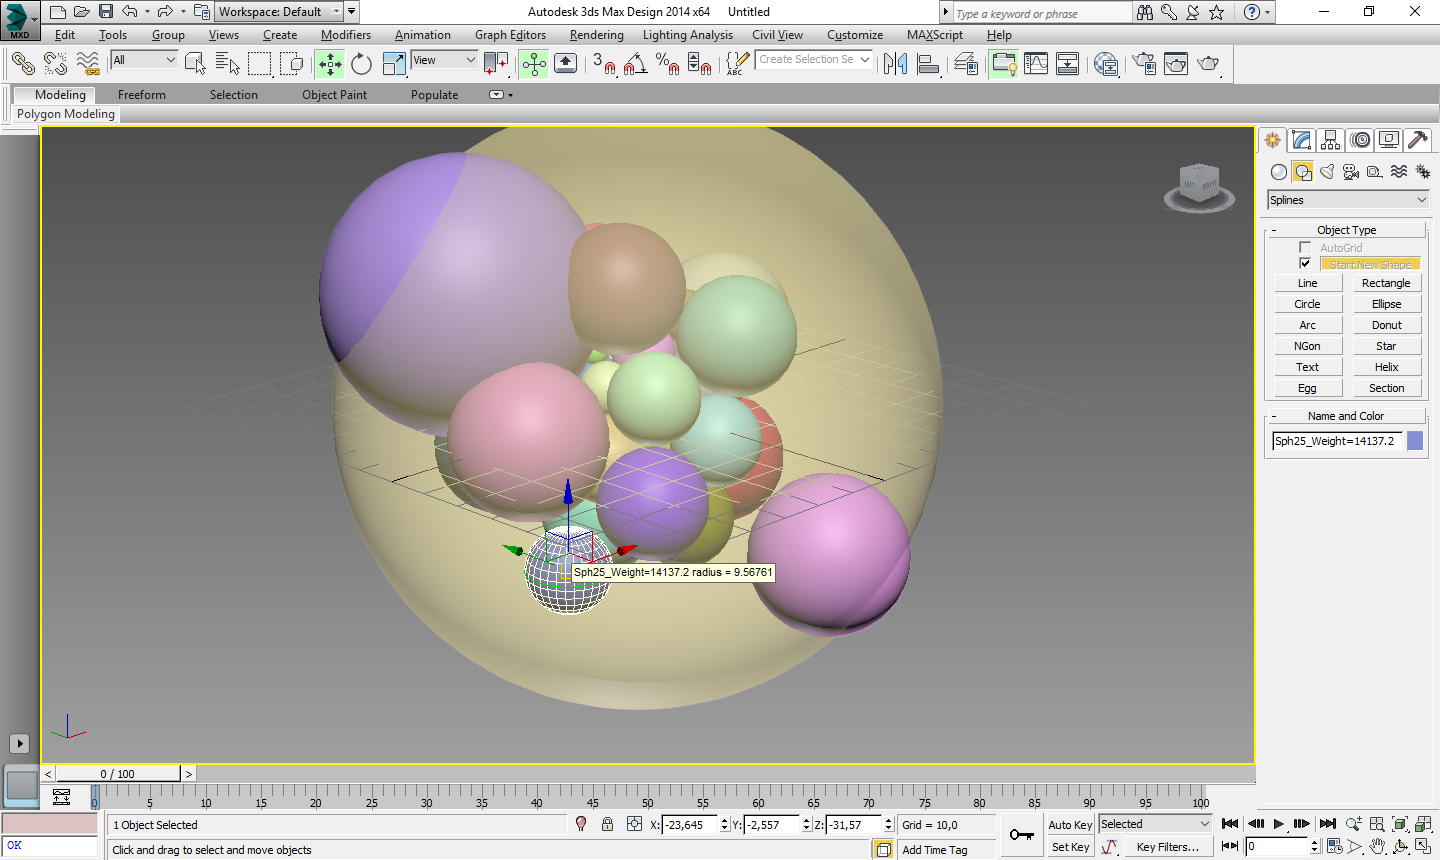 Autodesk 3ds Max Design 2014 x64 Untitled
Workspace: Default
Type a keyword or phrase
MXD
Edit Tools Group Views Create Modifiers Animation Graph Editors Rendering Lighting Analysis Civil View Customize MAXScript Help
All
View
3
ABC
Create Selection Se
Modeling Freeform Selection Object Paint Populate
Polygon Modeling
Splines
- Object Type
AutoGrid
Start New Shape
Line Rectangle
Circle Ellipse
Arc Donut
NGon Star
Text Helix
Egg Section
- Name and Color
Sph25_Weight=14137.2
Sph25_Weight=14137.2 radius = 9.56761
< 0 / 100 >
0 5 10 15 20 25 30 35 40 45 50 55 60 65 70 75 80 85 90 95 100
1 Object Selected
X: -23,645 Y: -2,557 Z: -31,57
Grid = 10,0
Auto Key
Selected
OK
Click and drag to select and move objects
Add Time Tag
Set Key
Key Filters...
0